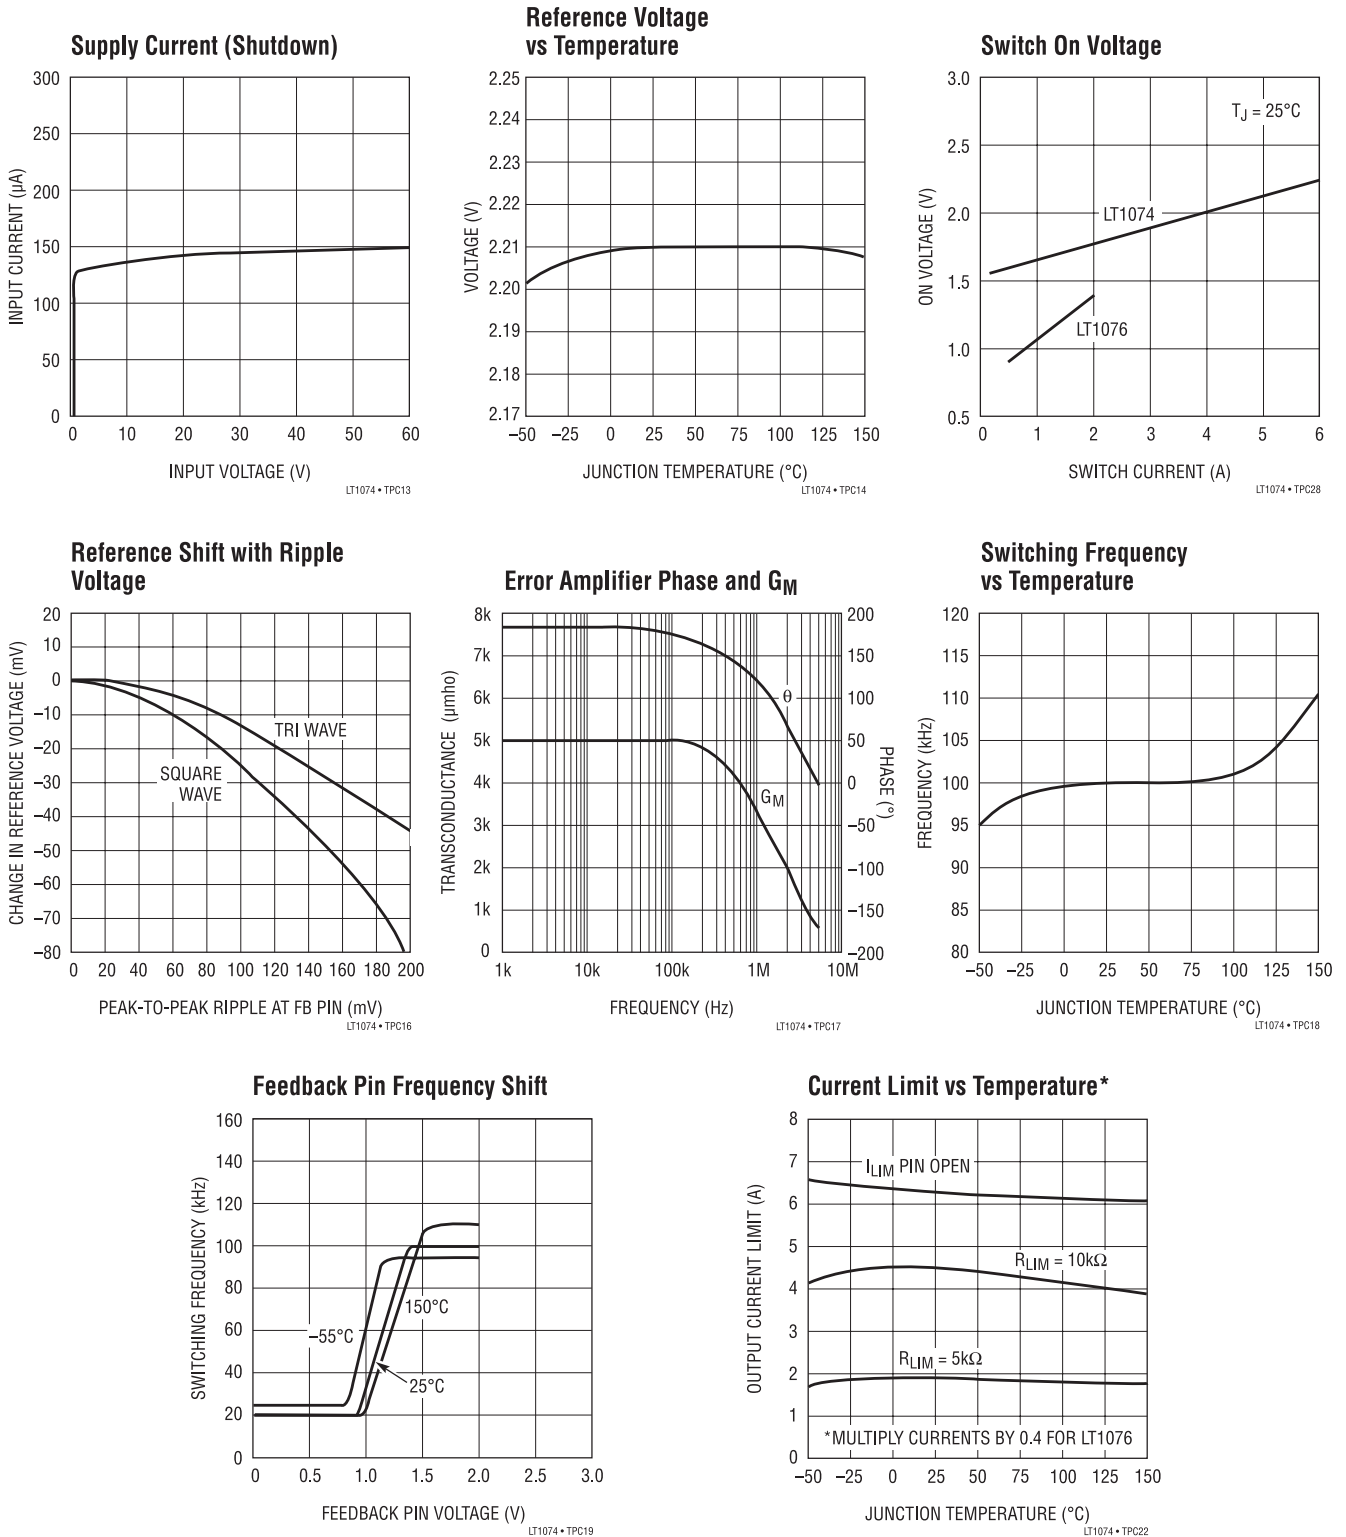 Supply Current (Shutdown)
300
250
200
150
100
50
0
INPUT CURRENT (µA)
0 10 20 30 40 50 60
INPUT VOLTAGE (V)
LT1074 • TPC13
Reference Voltage
vs Temperature
2.25
2.24
2.23
2.22
2.21
2.20
2.19
2.18
2.17
VOLTAGE (V)
–50 –25 0 25 50 75 100 125 150
JUNCTION TEMPERATURE (°C)
LT1074 • TPC14
Switch On Voltage
3.0
2.5
2.0
1.5
1.0
0.5
ON VOLTAGE (V)
TJ = 25°C
LT1074
LT1076
0 1 2 3 4 5 6
SWITCH CURRENT (A)
LT1074 • TPC28
Reference Shift with Ripple
Voltage
20
10
0
–10
–20
–30
–40
–50
–60
–70
–80
CHANGE IN REFERENCE VOLTAGE (mV)
TRI WAVE
SQUARE
WAVE
0 20 40 60 80 100 120 140 160 180 200
PEAK-TO-PEAK RIPPLE AT FB PIN (mV)
LT1074 • TPC16
Error Amplifier Phase and GM
8k
7k
6k
5k
4k
3k
2k
1k
0
TRANSCONDUCTANCE (µmho)
θ
GM
200
150
100
50
0
–50
–100
–150
–200
PHASE (°)
1k 10k 100k 1M 10M
FREQUENCY (Hz)
LT1074 • TPC17
Switching Frequency
vs Temperature
120
115
110
105
100
95
90
85
80
FREQUENCY (kHz)
–50 –25 0 25 50 75 100 125 150
JUNCTION TEMPERATURE (°C)
LT1074 • TPC18
Feedback Pin Frequency Shift
160
140
120
100
80
60
40
20
0
SWITCHING FREQUENCY (kHz)
150°C
–55°C
25°C
0 0.5 1.0 1.5 2.0 2.5 3.0
FEEDBACK PIN VOLTAGE (V)
LT1074 • TPC19
Current Limit vs Temperature*
8
7
6
5
4
3
2
1
0
OUTPUT CURRENT LIMIT (A)
ILIM PIN OPEN
RLIM = 10kΩ
RLIM = 5kΩ
*MULTIPLY CURRENTS BY 0.4 FOR LT1076
–50 –25 0 25 50 75 100 125 150
JUNCTION TEMPERATURE (°C)
LT1074 • TPC22